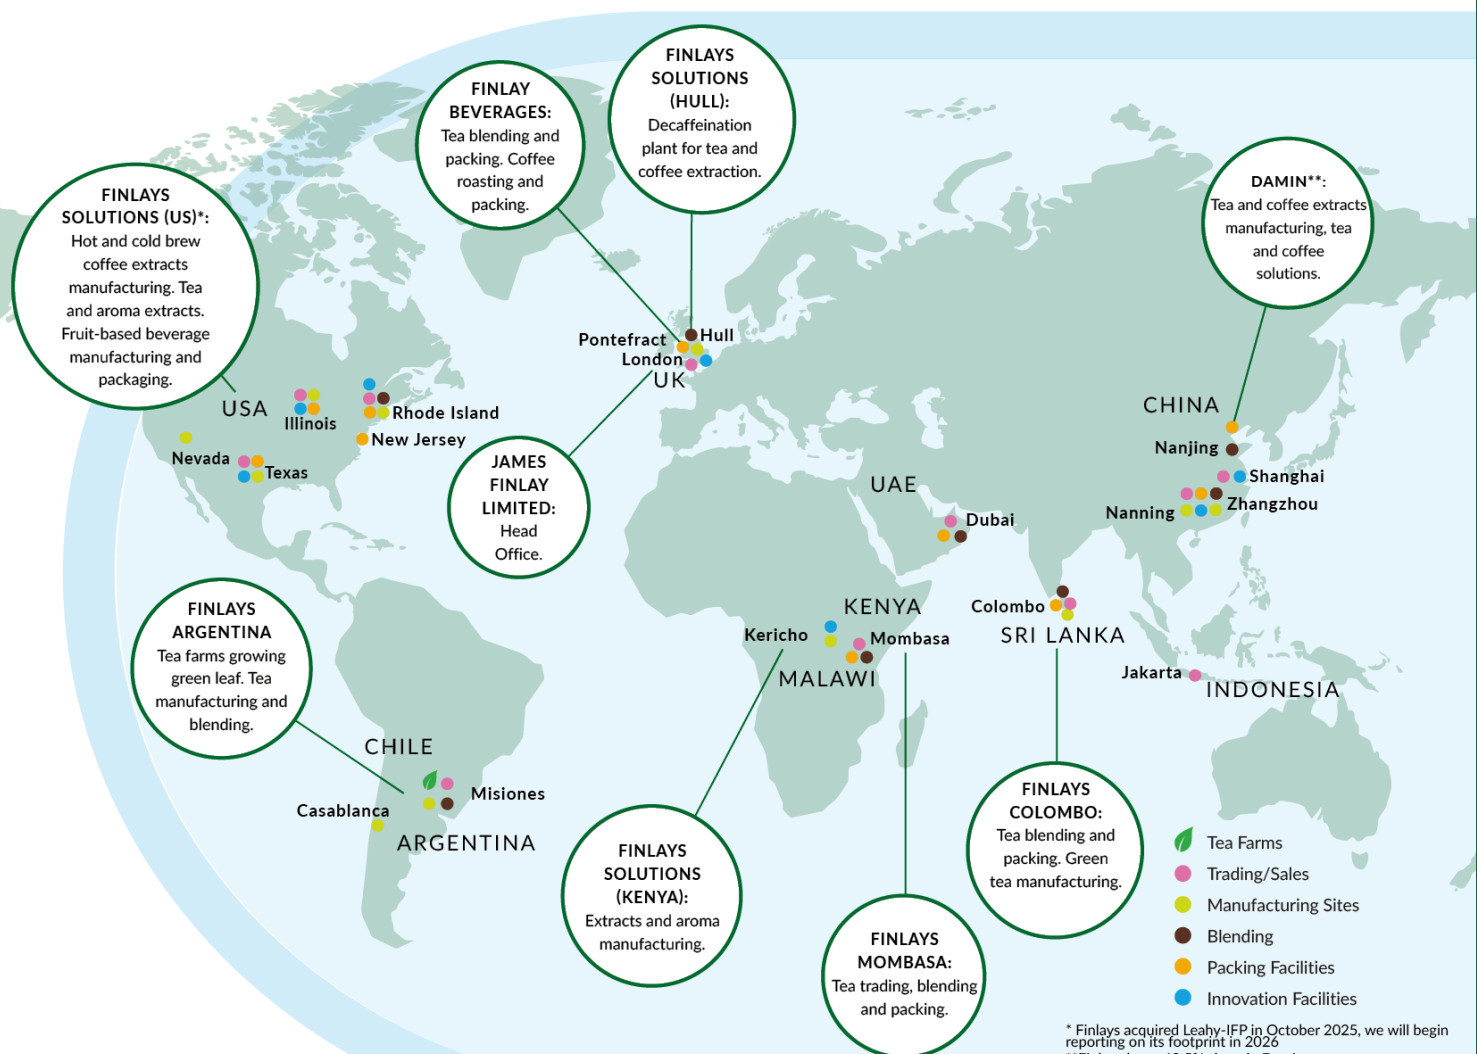 FINLAYS
SOLUTIONS
(HULL):
Decaffeination
plant for tea and
coffee extraction.
FINLAY
BEVERAGES:
Tea blending and
packing. Coffee
roasting and
packing.
DAMIN**:
Tea and coffee extracts
manufacturing, tea
and coffee
solutions.
FINLAYS
SOLUTIONS (US)*:
Hot and cold brew
coffee extracts
manufacturing. Tea
and aroma extracts.
Fruit-based beverage
manufacturing and
packaging.
Pontefract
Hull
London
UK
USA
Illinois
Rhode Island
New Jersey
Nevada
Texas
CHINA
Nanjing
Shanghai
Zhangzhou
Nanning
JAMES
FINLAY
LIMITED:
Head
Office.
UAE
Dubai
FINLAYS
ARGENTINA
Tea farms growing
green leaf. Tea
manufacturing and
blending.
KENYA
Kericho
Mombasa
MALAWI
Colombo
SRI LANKA
Jakarta
INDONESIA
CHILE
Misiones
Casablanca
ARGENTINA
FINLAYS
SOLUTIONS
(KENYA):
Extracts and aroma
manufacturing.
FINLAYS
MOMBASA:
Tea trading, blending
and packing.
FINLAYS
COLOMBO:
Tea blending and
packing. Green
tea manufacturing.
Tea Farms
Trading/Sales
Manufacturing Sites
Blending
Packing Facilities
Innovation Facilities
* Finlays acquired Leahy-IFP in October 2025, we will begin
reporting on its footprint in 2026